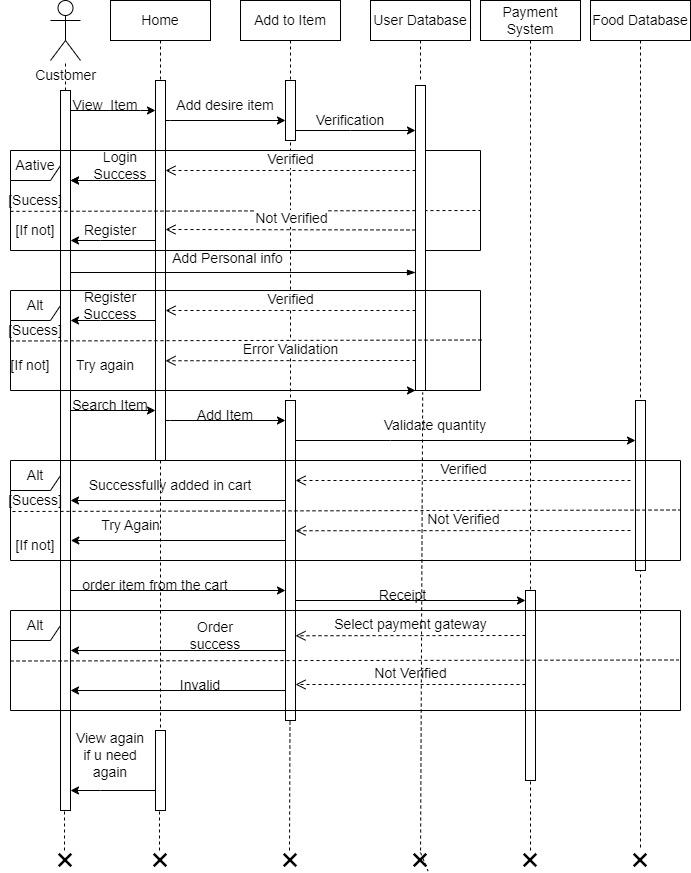 Home
Add to Item
User Database
Payment
System
Food Database
Customer
View  Item
Add desire item
Verification
Aative
Login
Success
Verified
[Sucess]
Not Verified
[If not]
Register
Add Personal info
Alt
Register
Success
Verified
[Sucess]
Error Validation
[If not]
Try again
Search Item
Add Item
Validate quantity
Alt
Verified
Successfully added in cart
[Sucess]
Not Verified
Try Again
[If not]
order item from the cart
Receipt
Alt
Select payment gateway
Order
success
Not Verified
Invalid
View again
if u need
again